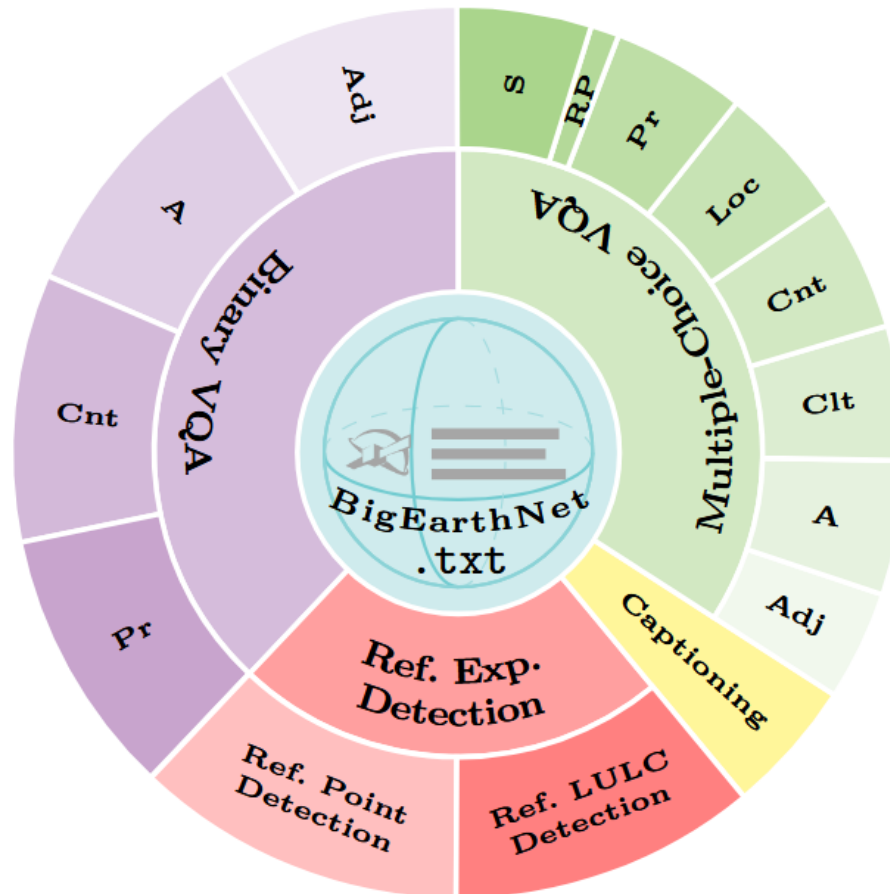 BigEarthNet
.txt
Multiple-Choice VQA
S
RP
Pr
Loc
Cnt
Clt
A
Adj
Captioning
Ref. Exp.
Detection
Ref. LULC
Detection
Ref. Point
Detection
Binary VQA
Pr
Cnt
A
Adj